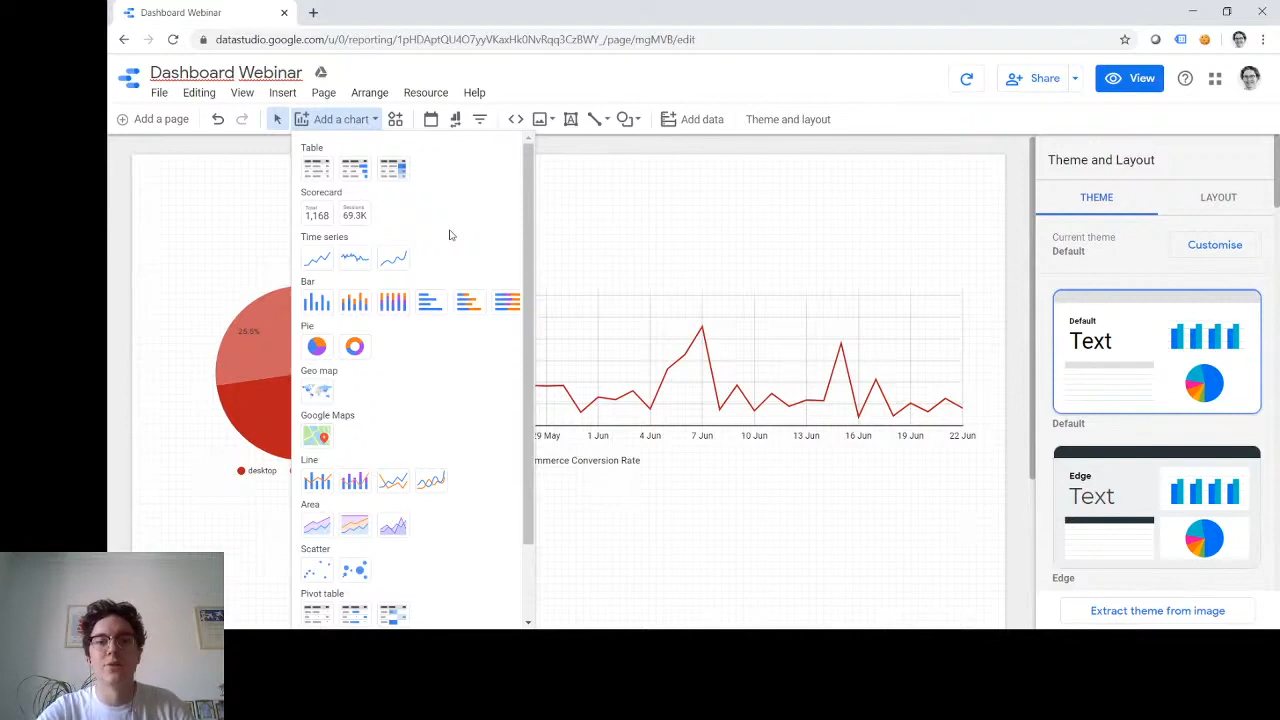 Dashboard Webinar
datastudio.google.com/u/0/reporting/1pHDAptQU4O7yyVKaxHk0NvRqq3CzBWY_/page/mgMVB/edit
Dashboard Webinar
File Editing View Insert Page Arrange Resource Help
Share
View
Add a page
Add a chart
Add data
Theme and layout
Table
Scorecard
Total
1,168
Sessions
69.3K
Time series
Bar
Pie
Geo map
Google Maps
Line
Area
Scatter
Pivot table
25.5%
desktop
29 May 1 Jun 4 Jun 7 Jun 10 Jun 13 Jun 16 Jun 19 Jun 22 Jun
mmerce Conversion Rate
Theme and Layout
THEME LAYOUT
Current theme
Default
Customise
Default
Text
Default
Edge
Text
Edge
Extract theme from image